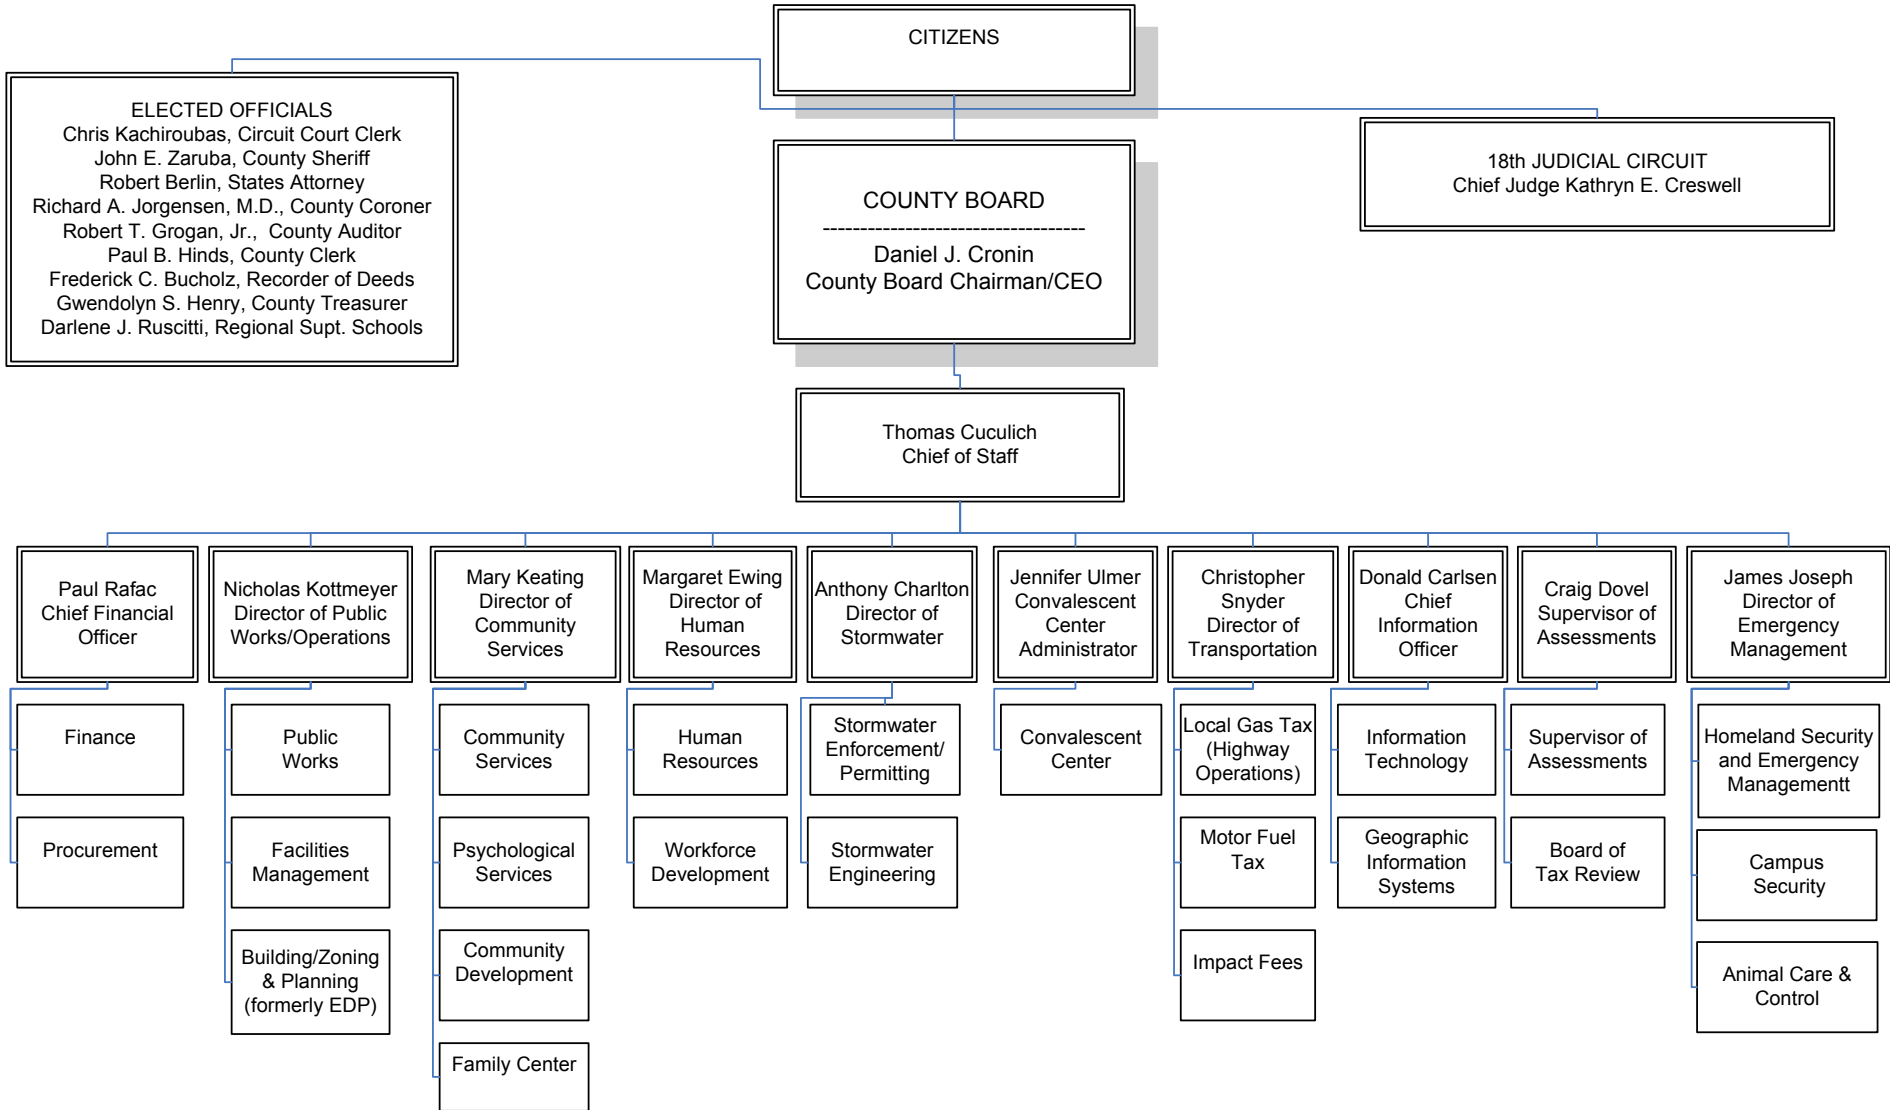 CITIZENS
ELECTED OFFICIALS
Chris Kachiroubas, Circuit Court Clerk
John E. Zaruba, County Sheriff
Robert Berlin, States Attorney
Richard A. Jorgensen, M.D., County Coroner
Robert T. Grogan, Jr.,  County Auditor
Paul B. Hinds, County Clerk
Frederick C. Bucholz, Recorder of Deeds
Gwendolyn S. Henry, County Treasurer
Darlene J. Ruscitti, Regional Supt. Schools
COUNTY BOARD
-----------------------------------
Daniel J. Cronin
County Board Chairman/CEO
18th JUDICIAL CIRCUIT
Chief Judge Kathryn E. Creswell
Thomas Cuculich
Chief of Staff
Paul Rafac
Chief Financial
Officer
Nicholas Kottmeyer
Director of Public
Works/Operations
Mary Keating
Director of
Community
Services
Margaret Ewing
Director of
Human
Resources
Anthony Charlton
Director of
Stormwater
Jennifer Ulmer
Convalescent
Center
Administrator
Christopher
Snyder
Director of
Transportation
Donald Carlsen
Chief
Information
Officer
Craig Dovel
Supervisor of
Assessments
James Joseph
Director of
Emergency
Management
Finance
Procurement
Public
Works
Facilities
Management
Building/Zoning
& Planning
(formerly EDP)
Community
Services
Psychological
Services
Community
Development
Family Center
Human
Resources
Workforce
Development
Stormwater
Enforcement/
Permitting
Stormwater
Engineering
Convalescent
Center
Local Gas Tax
(Highway
Operations)
Motor Fuel
Tax
Impact Fees
Information
Technology
Geographic
Information
Systems
Supervisor of
Assessments
Board of
Tax Review
Homeland Security
and Emergency
Managementt
Campus
Security
Animal Care &
Control